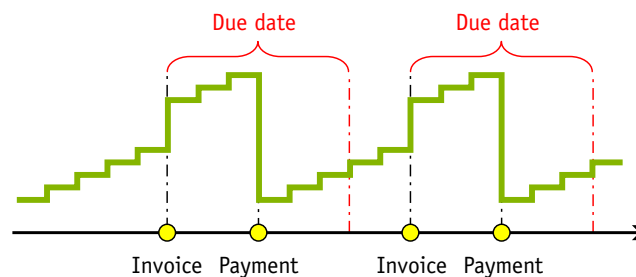 Due date
Due date
Invoice
Payment
Invoice
Payment